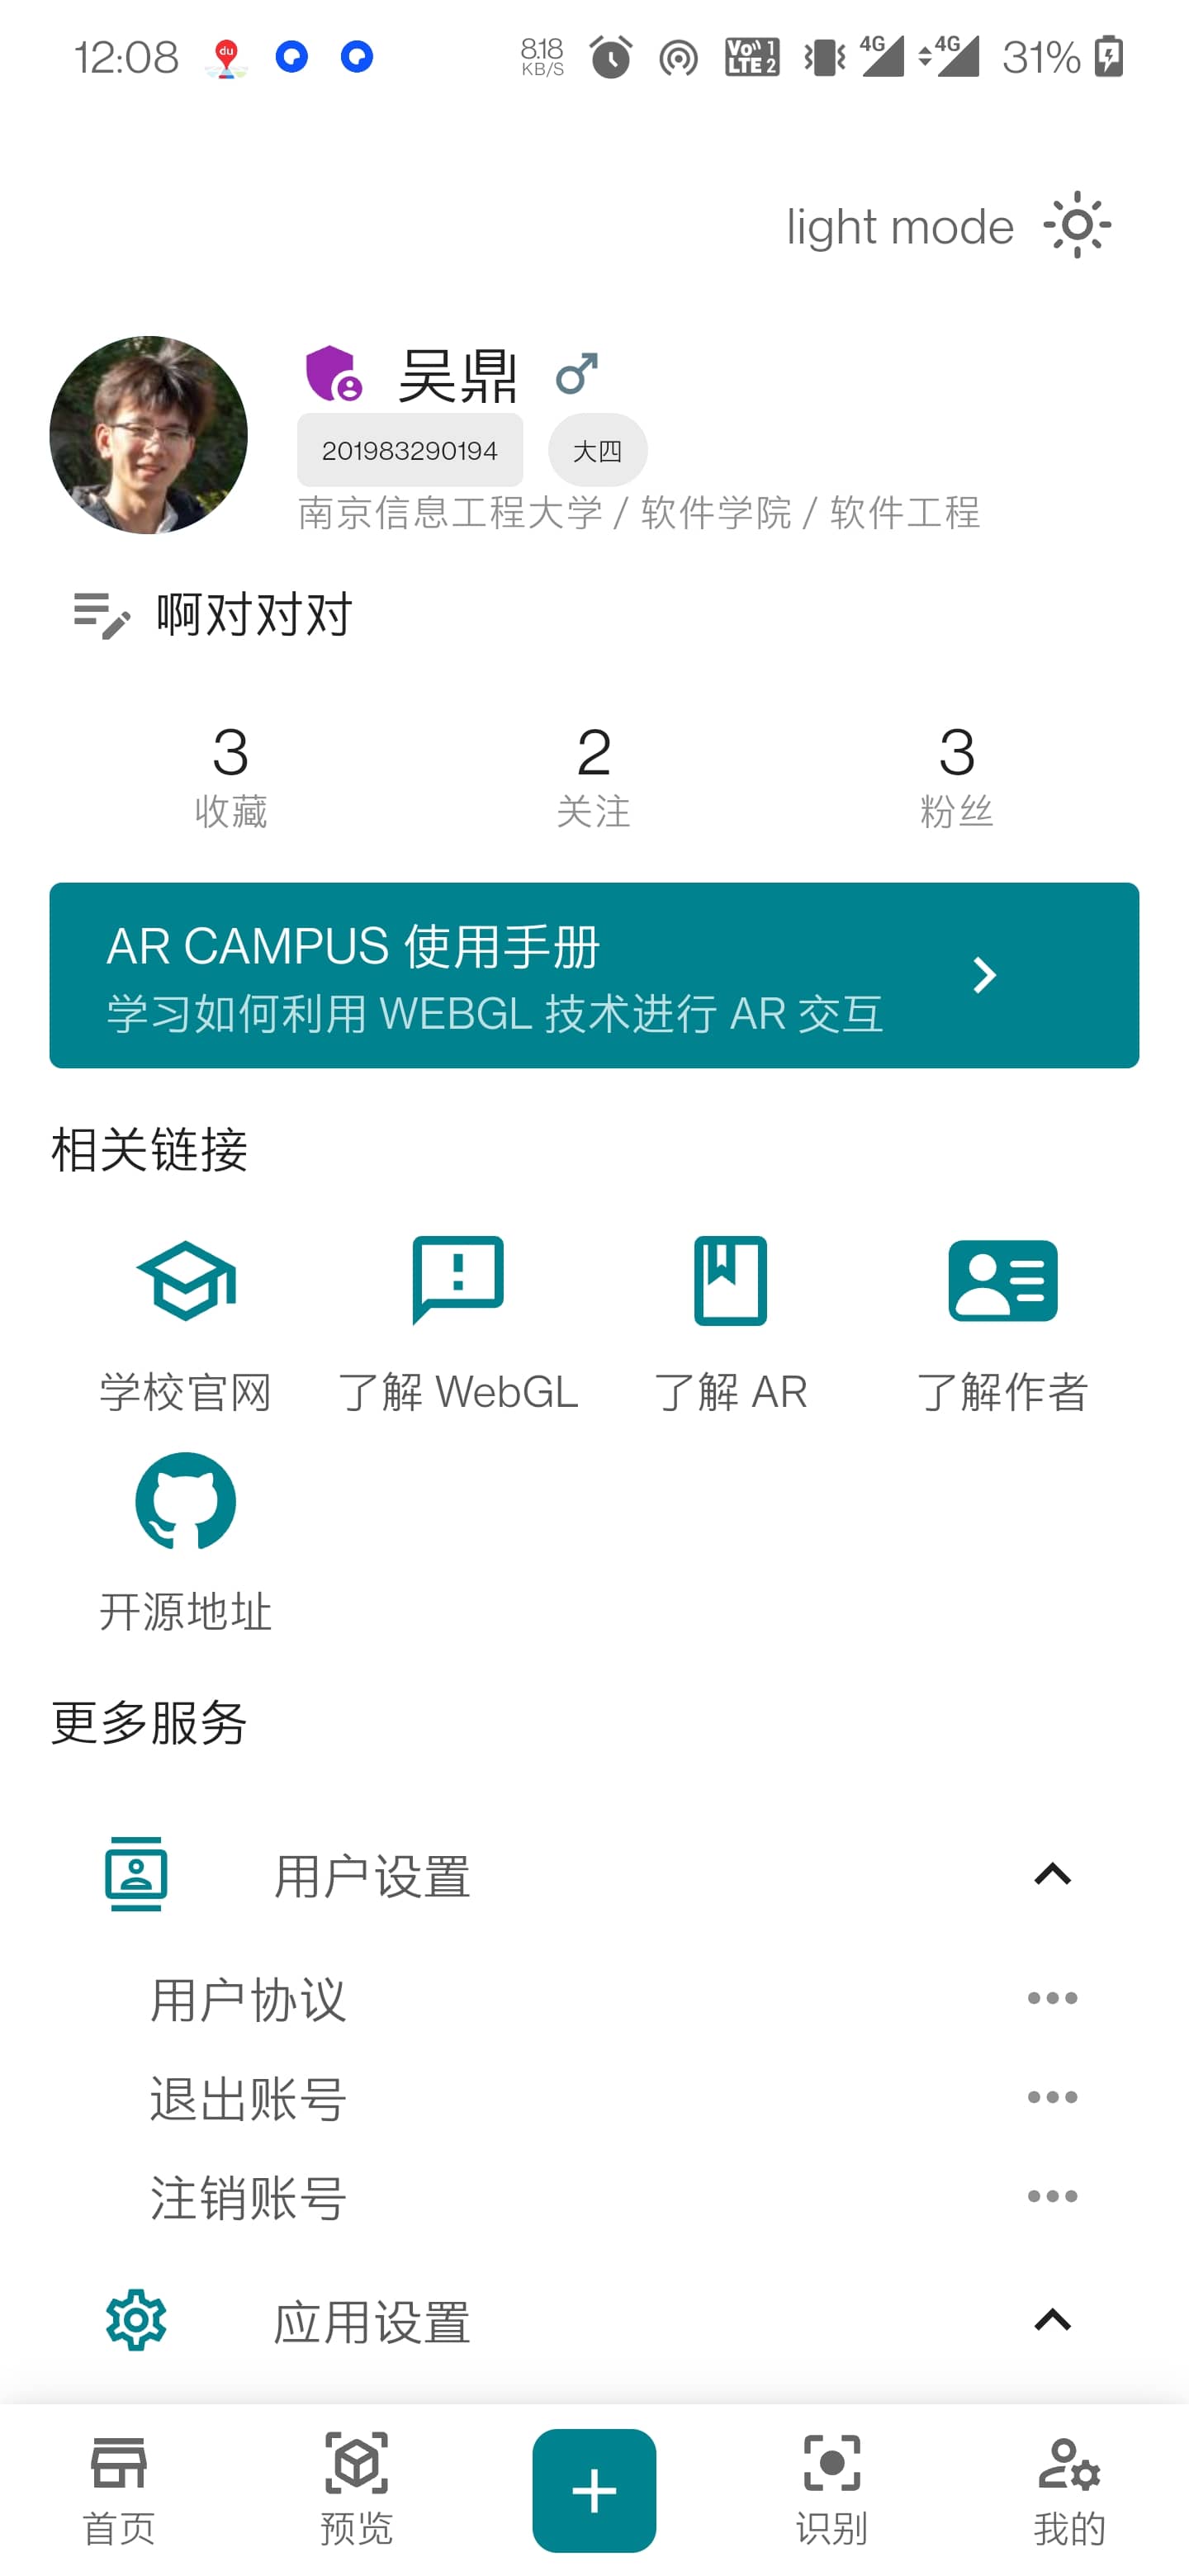 12:08 du 8.18 KB/S Vo)) 1 LTE 2 4G 4G 31%
light mode
吴鼎
201983290194 大四
南京信息工程大学 / 软件学院 / 软件工程
啊对对对
3 2 3
收藏 关注 粉丝
AR CAMPUS 使用手册
学习如何利用 WEBGL 技术进行 AR 交互
相关链接
学校官网 了解 WebGL 了解 AR 了解作者
开源地址
更多服务
用户设置
用户协议
退出账号
注销账号
应用设置
首页 预览 识别 我的